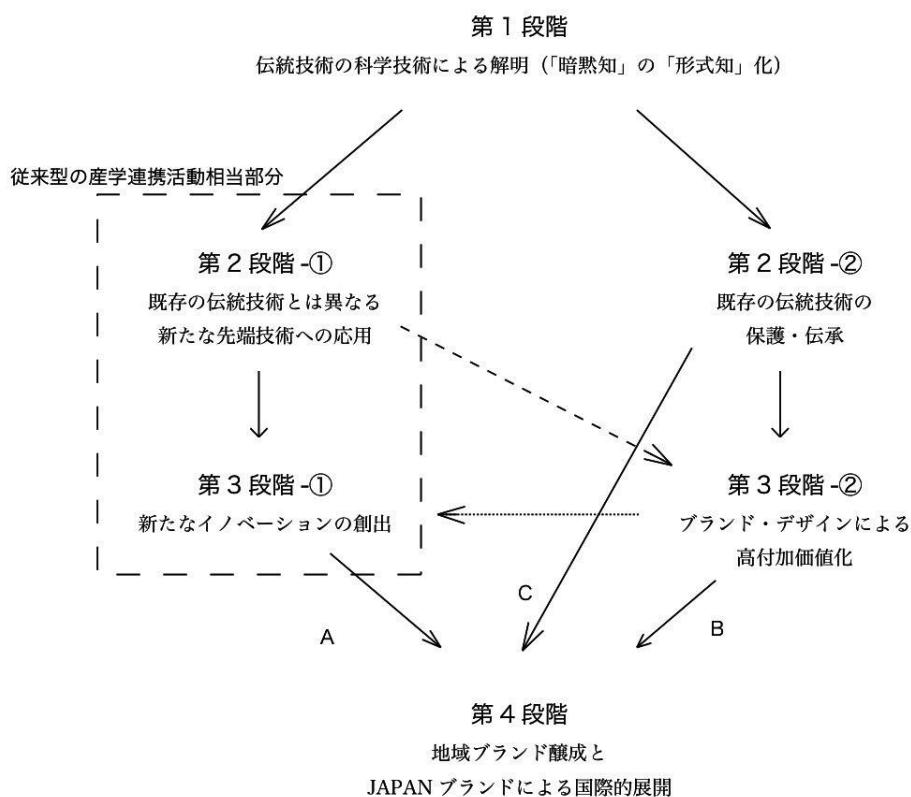 第1段階
伝統技術の科学技術による解明（「暗黙知」の「形式知」化）
従来型の産学連携活動相当部分
第2段階-①
既存の伝統技術とは異なる
新たな先端技術への応用
第2段階-②
既存の伝統技術の
保護・伝承
第3段階-①
新たなイノベーションの創出
第3段階-②
ブランド・デザインによる
高付加価値化
A
C
B
第4段階
地域ブランド醸成と
JAPANブランドによる国際的展開